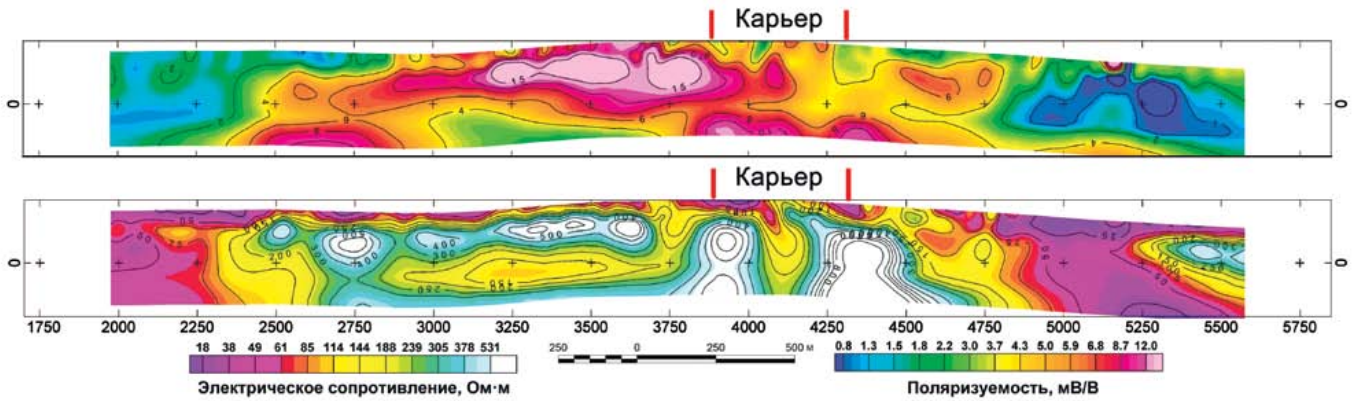 Карьер
0 0
Карьер
0 0
1750 2000 2250 2500 2750 3000 3250 3500 3750 4000 4250 4500 4750 5000 5250 5500 5750
18 38 49 61 85 114 144 188 239 305 378 531
250 0 250 500 м
0.8 1.3 1.5 1.8 2.2 3.0 3.7 4.3 5.0 5.9 6.8 8.7 12.0
Электрическое сопротивление, Ом·м
Поляризуемость, мВ/В